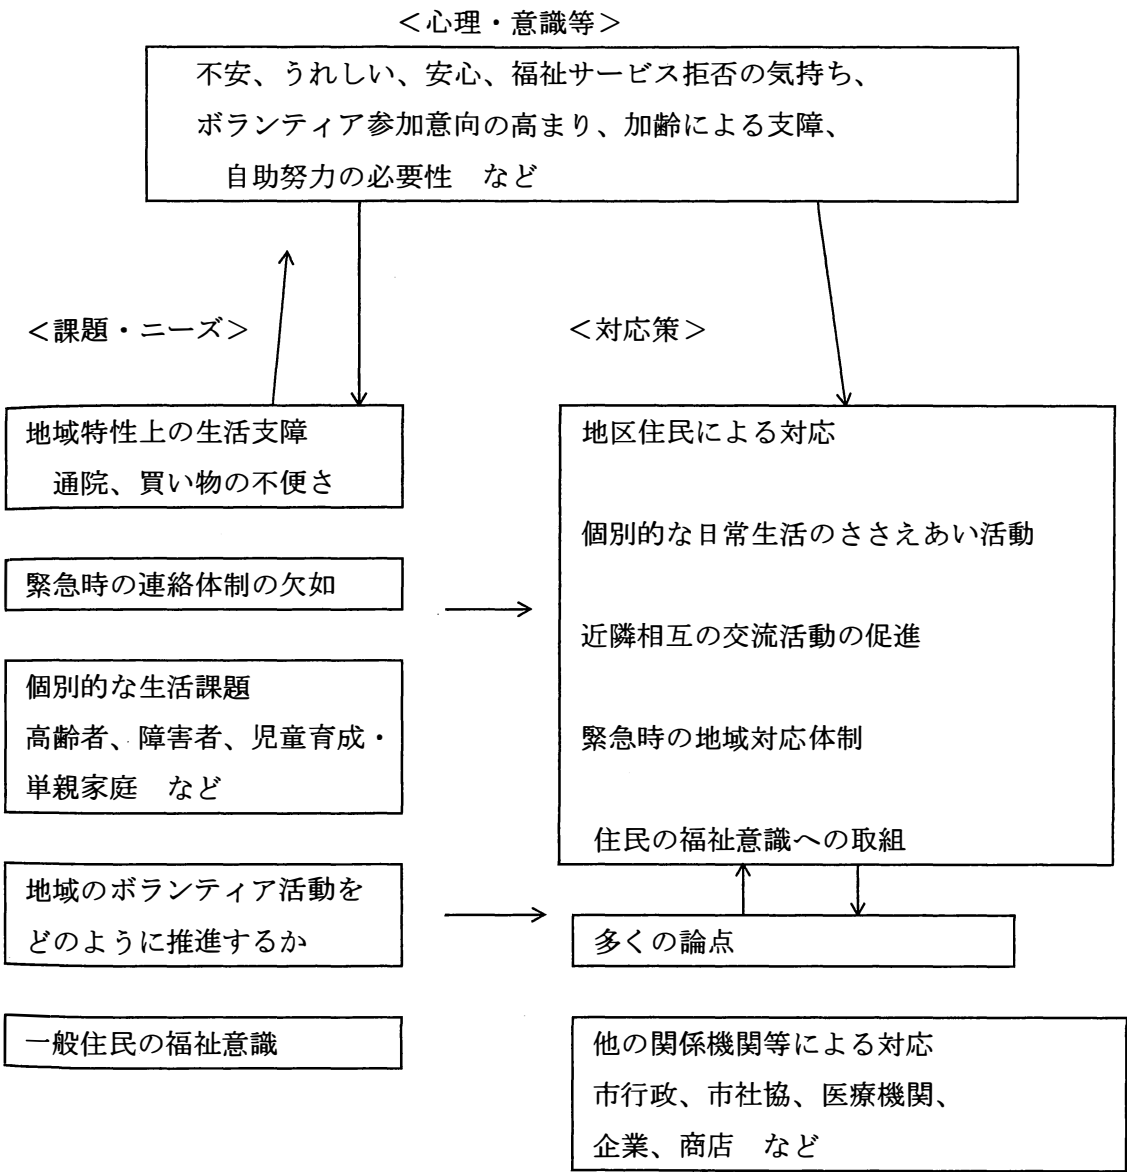 ＜心理・意識等＞
不安、うれしい、安心、福祉サービス拒否の気持ち、
ボランティア参加意向の高まり、加齢による支障、
自助努力の必要性　など
＜課題・ニーズ＞
地域特性上の生活支障
通院、買い物の不便さ
緊急時の連絡体制の欠如
個別的な生活課題
高齢者、障害者、児童育成・
単親家庭　など
地域のボランティア活動を
どのように推進するか
一般住民の福祉意識
＜対応策＞
地区住民による対応
個別的な日常生活のささえあい活動
近隣相互の交流活動の促進
緊急時の地域対応体制
住民の福祉意識への取組
多くの論点
他の関係機関等による対応
市行政、市社協、医療機関、
企業、商店　など